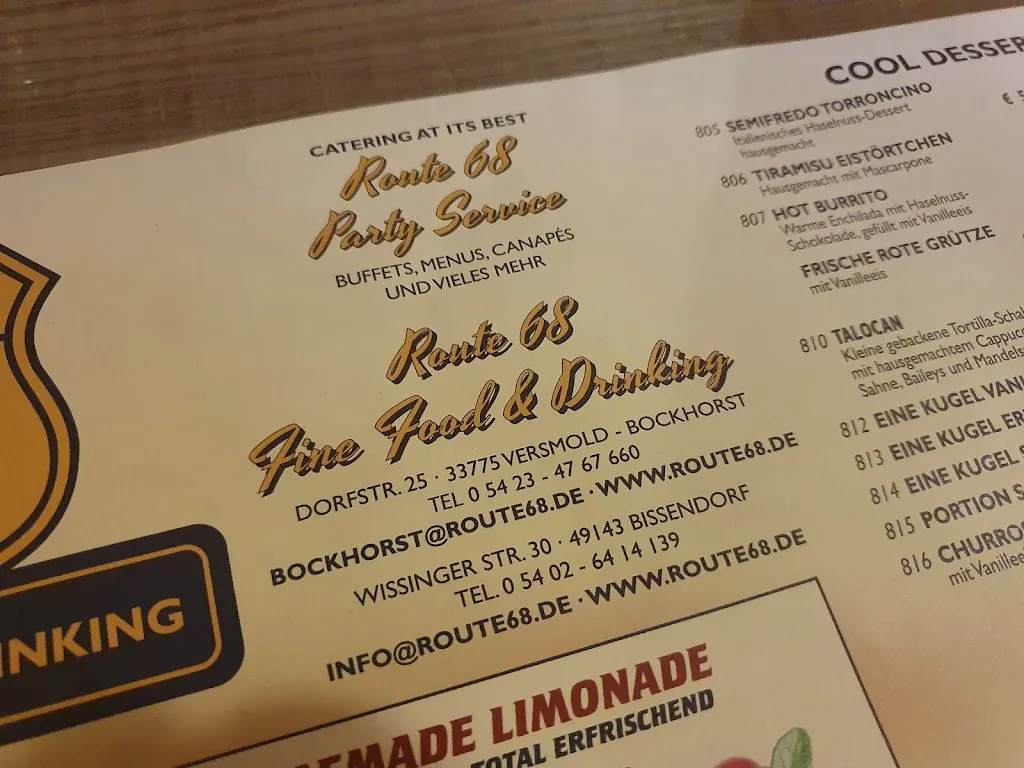 CATERING AT ITS BEST
Route 68
Party Service
BUFFETS, MENUS, CANAPÉS
UND VIELES MEHR
Route 68
Fine Food & Drinking
DORFSTR. 25 · 33775 VERSMOLD - BOCKHORST
TEL 0 54 23 - 47 67 660
BOCKHORST@ROUTE68.DE · WWW.ROUTE68.DE
WISSINGER STR. 30 · 49143 BISSENDORF
TEL. 0 54 02 - 64 14 139
INFO@ROUTE68.DE · WWW.ROUTE68.DE
INKING
EMADE LIMONADE
TOTAL ERFRISCHEND
COOL DESSER
805 SEMIFREDO TORRONCINO
€ 5
Italienisches Haselnuss-Dessert
hausgemacht
806 TIRAMISU EISTÖRTCHEN
Hausgemacht mit Mascarpone
807 HOT BURRITO
Warme Enchilada mit Haselnuss-
Schokolade, gefüllt mit Vanilleeis
FRISCHE ROTE GRÜTZE
mit Vanilleeis
810 TALOCAN
Kleine gebackene Tortilla-Schal
mit hausgemachtem Cappuc
Sahne, Baileys und Mandels
812 EINE KUGEL VANI
813 EINE KUGEL ER
814 EINE KUGEL S
815 PORTION S
816 CHURRO
mit Vanillee